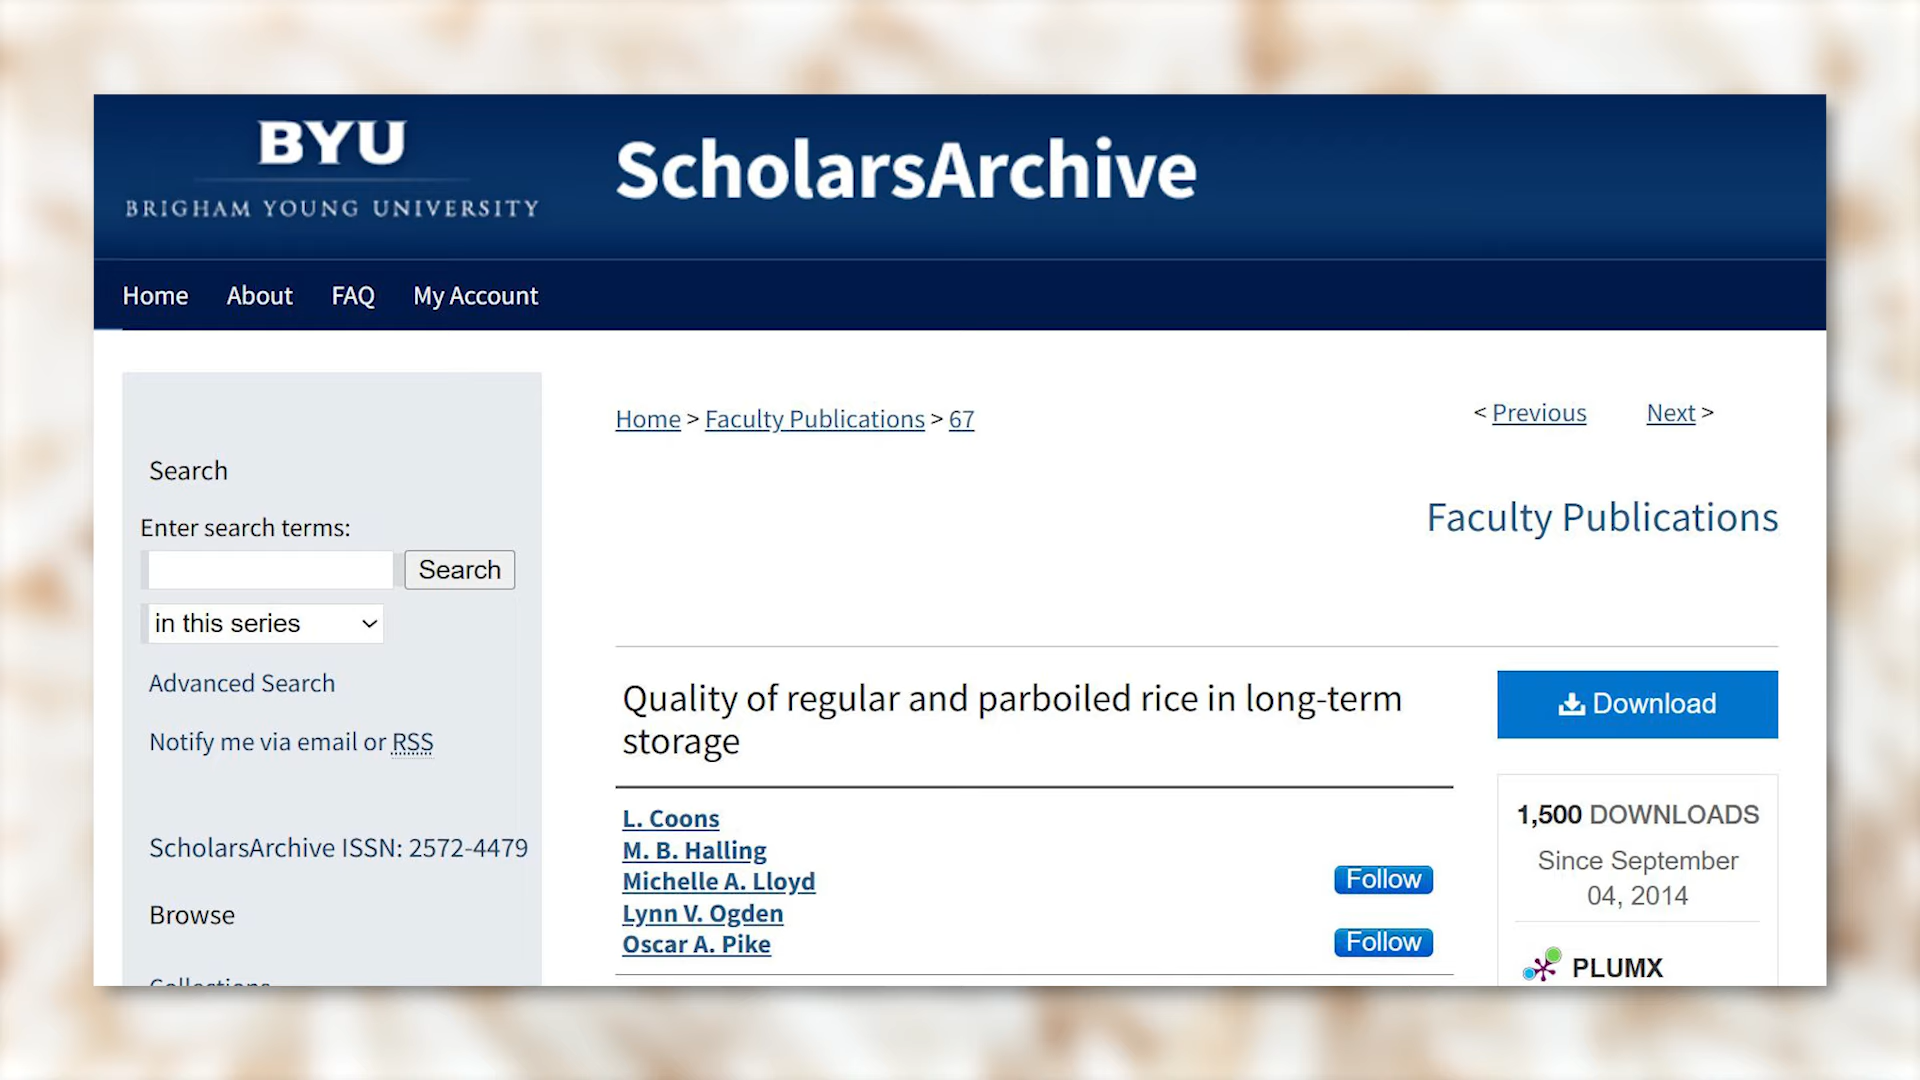 BYU
BRIGHAM YOUNG UNIVERSITY
ScholarsArchive
Home About FAQ My Account
Search
Enter search terms:
Search
in this series
Advanced Search
Notify me via email or RSS
ScholarsArchive ISSN: 2572-4479
Browse
Collections
Home > Faculty Publications > 67
< Previous Next >
Faculty Publications
Quality of regular and parboiled rice in long-term
storage
L. Coons
M. B. Halling
Michelle A. Lloyd
Follow
Lynn V. Ogden
Oscar A. Pike
Follow
Download
1,500 DOWNLOADS
Since September
04, 2014
PLUMX